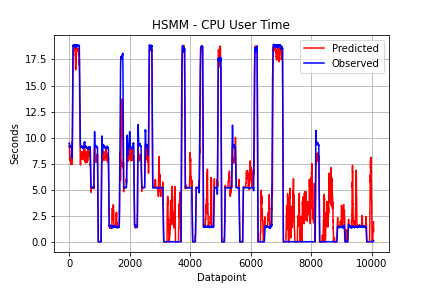 HSMM - CPU User Time
Predicted
Observed
17.5
15.0
12.5
10.0
7.5
5.0
2.5
0.0
Seconds
0 2000 4000 6000 8000 10000
Datapoint